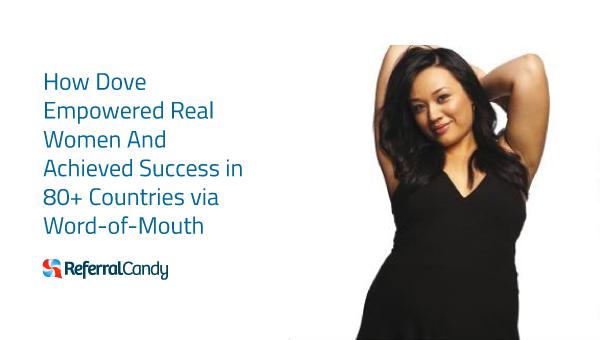 How Dove
Empowered Real
Women And
Achieved Success in
80+ Countries via
Word-of-Mouth
ReferralCandy